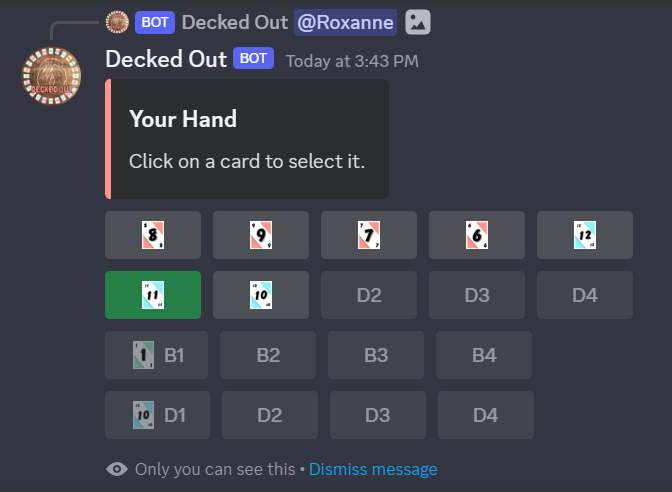 BOT Decked Out @Roxanne
DECKED OUT
Decked Out BOT Today at 3:43 PM
Your Hand
Click on a card to select it.
8 9 7 6 12
11 10 D2 D3 D4
1 B1 B2 B3 B4
10 D1 D2 D3 D4
Only you can see this • Dismiss message